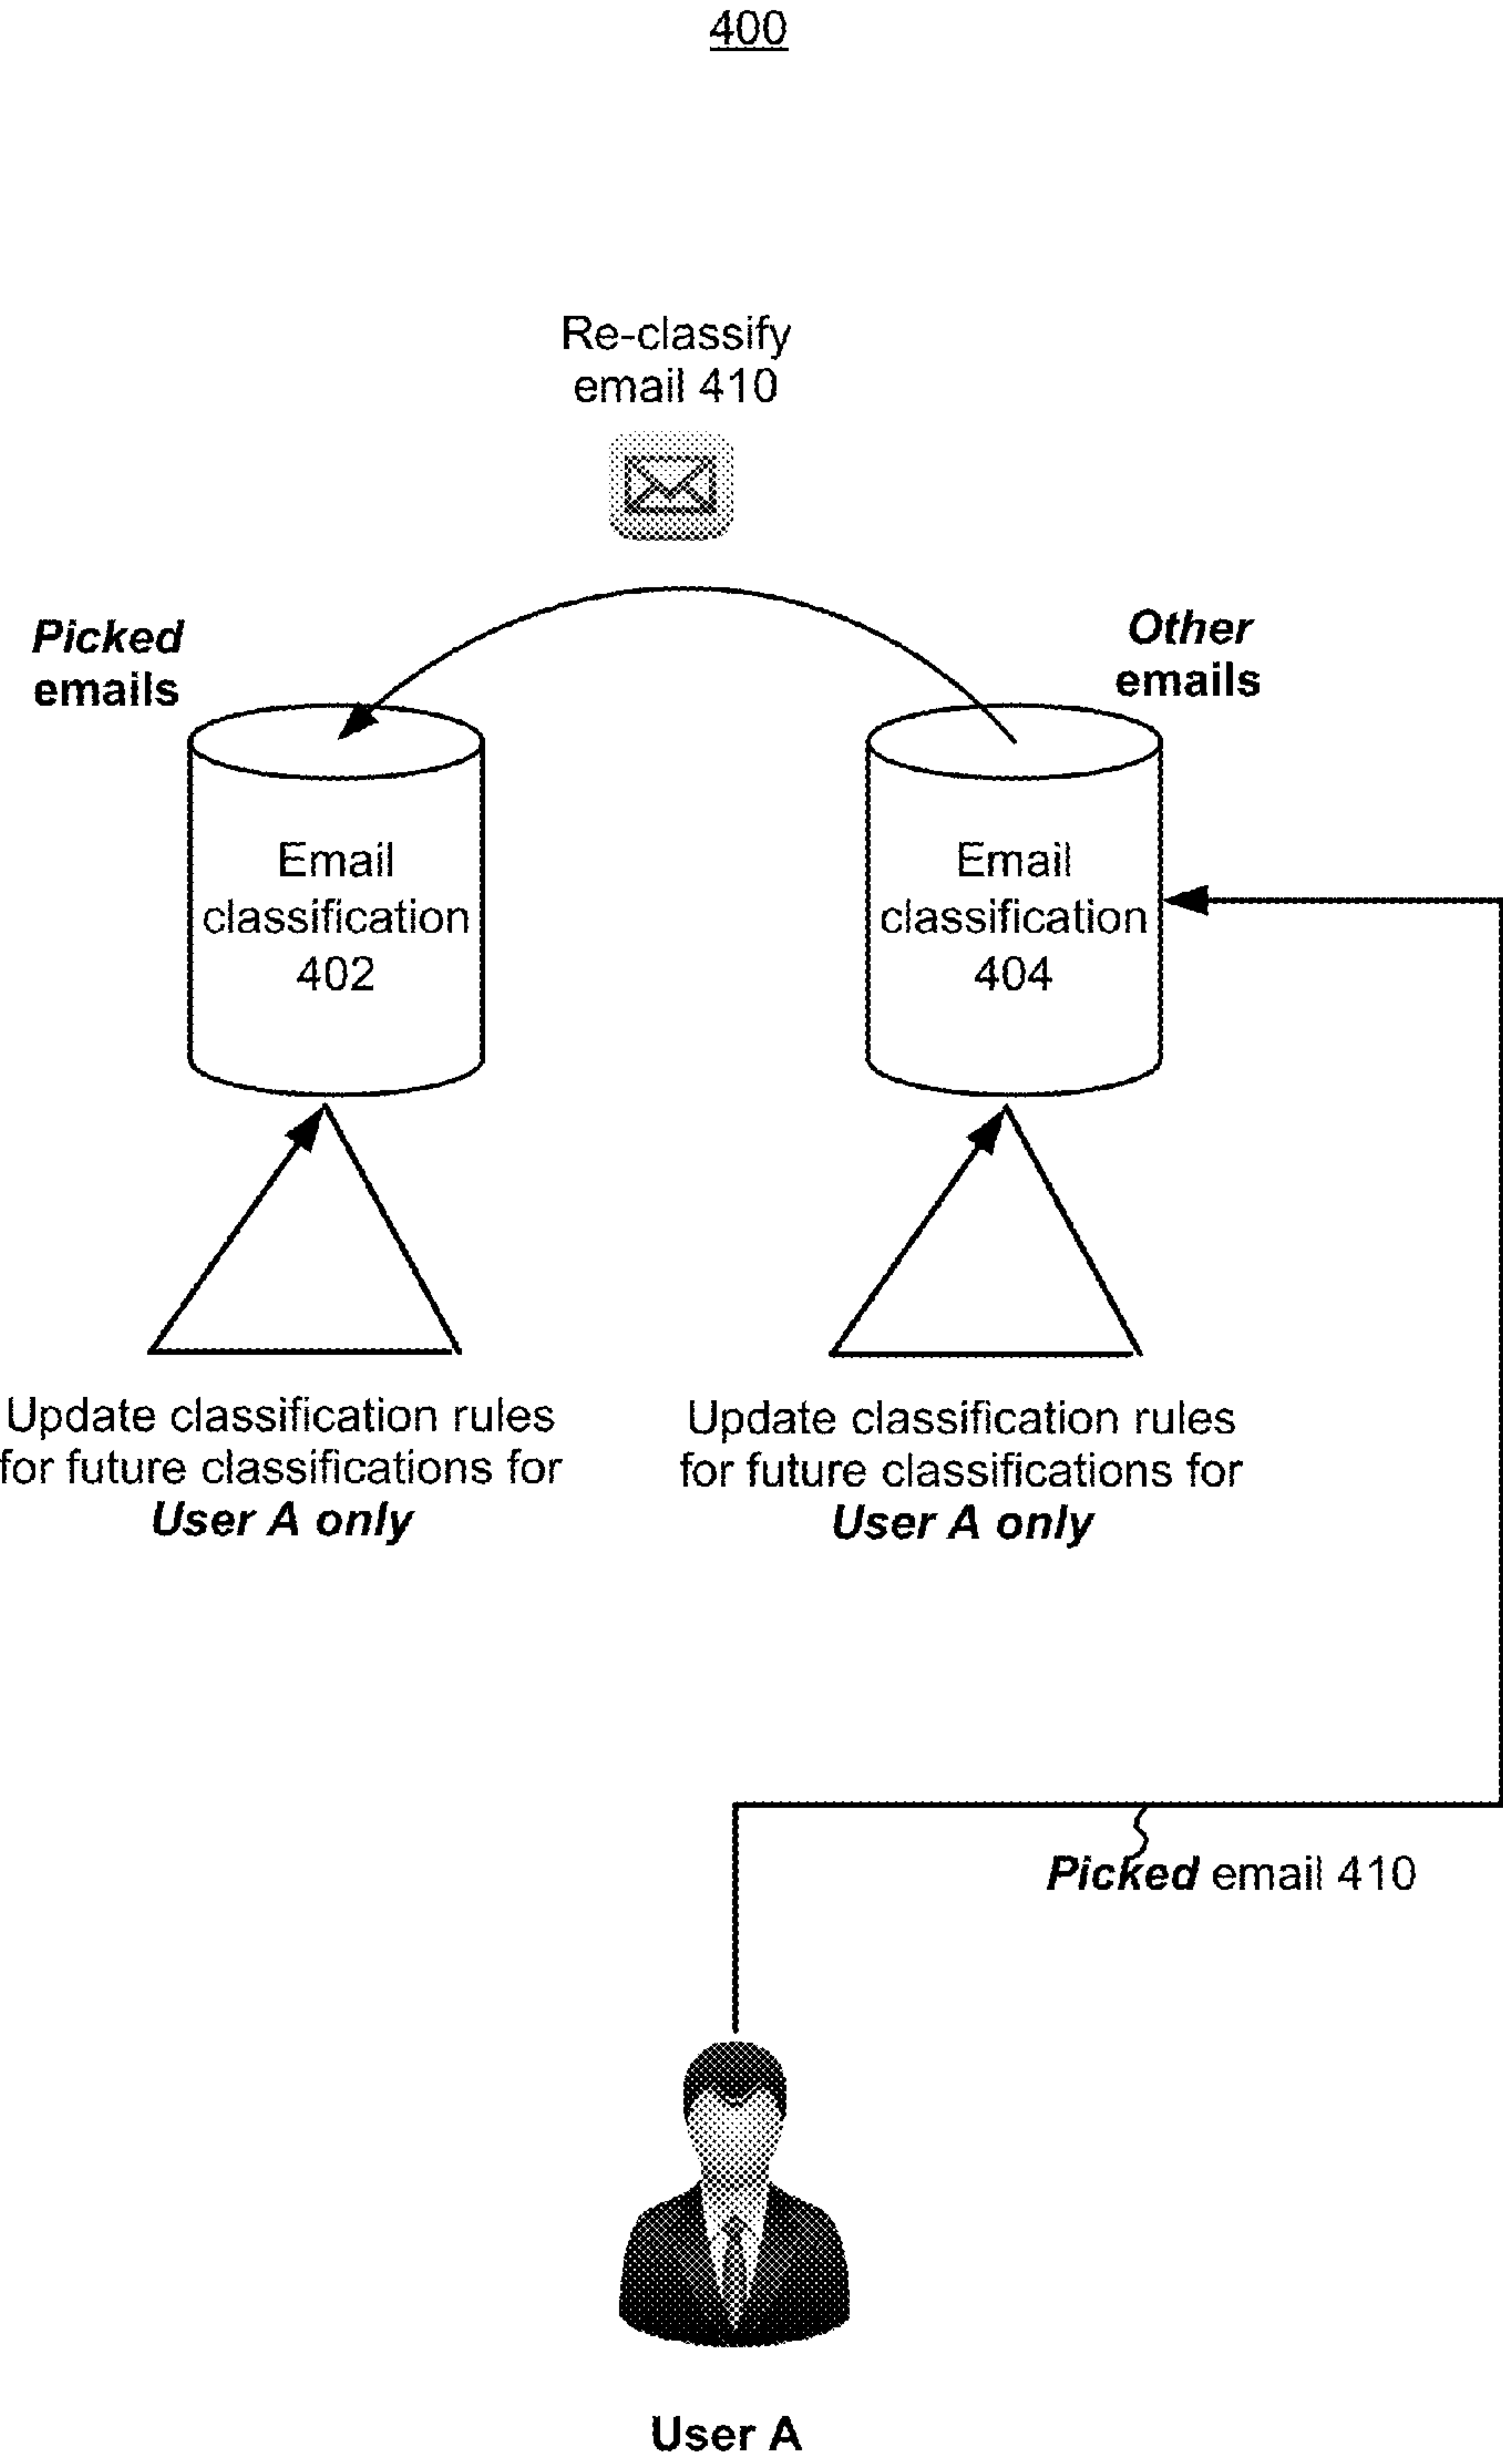 400
Re-classify
email 410
Picked
emails
Other
emails
Email
classification
402
Email
classification
404
Update classification rules
for future classifications for
User A only
Update classification rules
for future classifications for
User A only
Picked email 410
User A